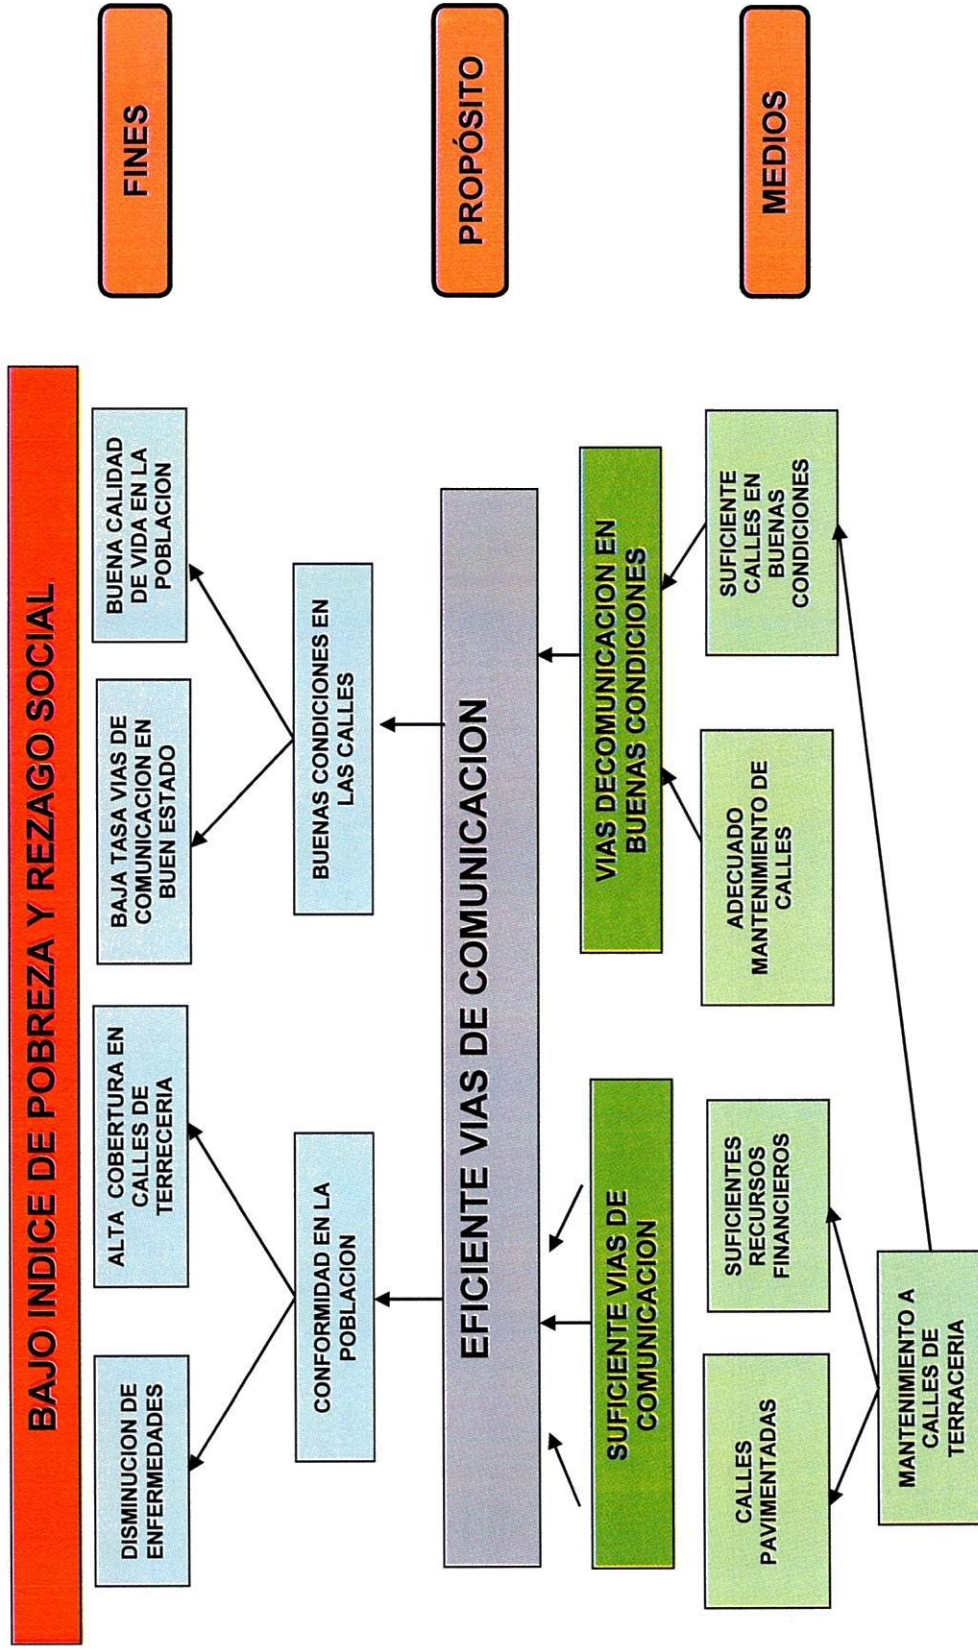 BAJO INDICE DE POBREZA Y REZAGO SOCIAL
FINES
DISMINUCION DE
ENFERMEDADES
ALTA COBERTURA EN
CALLES DE
TERRECERIA
BAJA TASA VIAS DE
COMUNICACION EN
BUEN ESTADO
BUENA CALIDAD
DE VIDA EN LA
POBLACION
CONFORMIDAD EN LA
POBLACION
BUENAS CONDICIONES EN
LAS CALLES
EFICIENTE VIAS DE COMUNICACION
PROPÓSITO
SUFICIENTE VIAS DE
COMUNICACION
VIAS DECOMUNICACION EN
BUENAS CONDICIONES
MEDIOS
CALLES
PAVIMENTADAS
SUFICIENTES
RECURSOS
FINANCIEROS
ADECUADO
MANTENIMIENTO DE
CALLES
SUFICIENTE
CALLES EN
BUENAS
CONDICIONES
MANTENIMIENTO A
CALLES DE
TERRACERIA